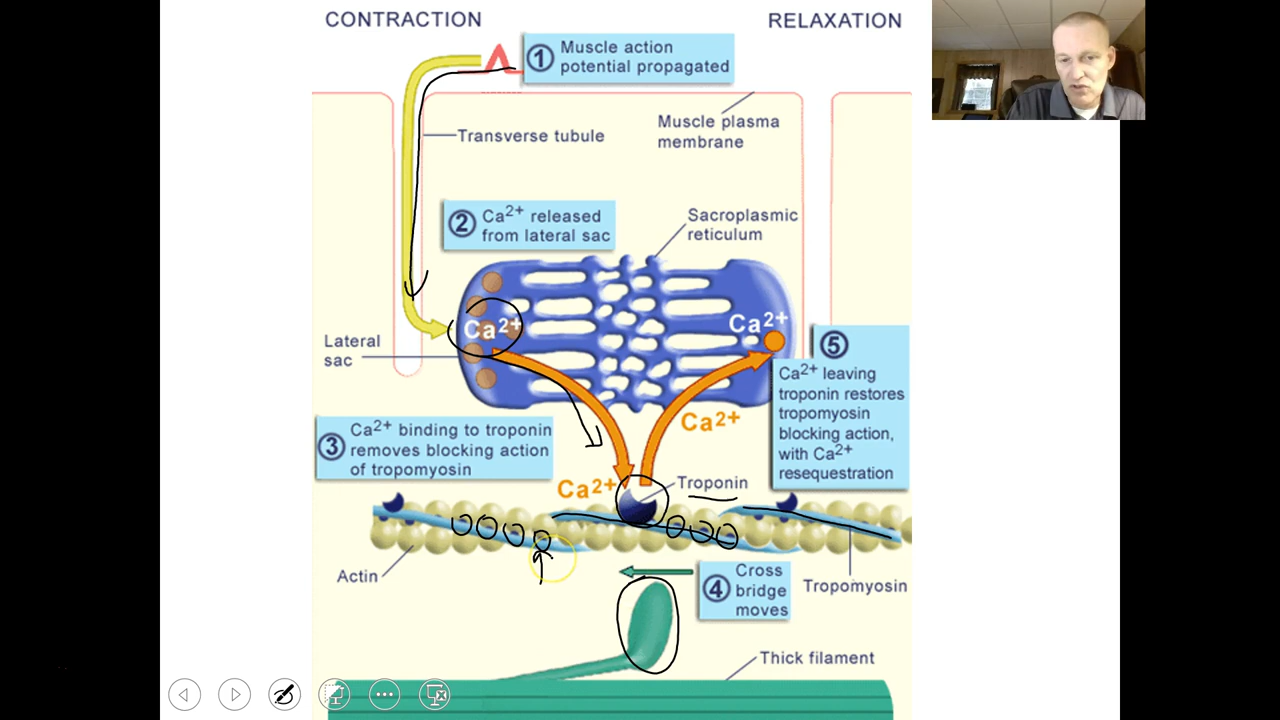 CONTRACTION
RELAXATION
1 Muscle action
potential propagated
Muscle plasma
membrane
Transverse tubule
2 Ca2+ released
from lateral sac
Sacroplasmic
reticulum
Ca2+
Ca2+
Lateral
sac
5
Ca2+ leaving
troponin restores
tropomyosin
blocking action,
with Ca2+
resequestration
Ca2+
3 Ca2+ binding to troponin
removes blocking action
of tropomyosin
Ca2+
Troponin
Actin
4 Cross
bridge
moves
Tropomyosin
Thick filament